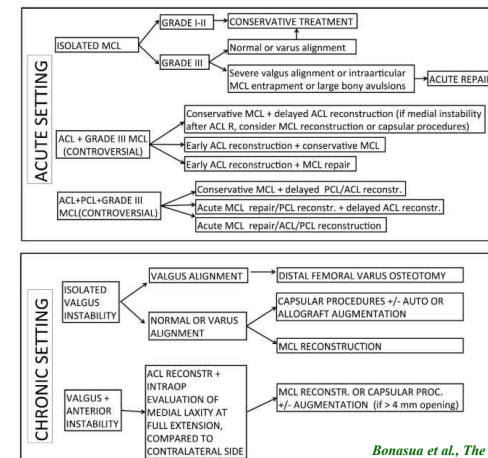 ACUTE SETTING
ISOLATED MCL
GRADE I-II
CONSERVATIVE TREATMENT
GRADE III
Normal or varus alignment
Severe valgus alignment or intraarticular
MCL entrapment or large bony avulsions
ACUTE REPAIR
ACL + GRADE III MCL
(CONTROVERSIAL)
Conservative MCL + delayed ACL reconstruction (if medial instability
after ACL R, consider MCL reconstruction or capsular procedures)
Early ACL reconstruction + conservative MCL
Early ACL reconstruction + MCL repair
ACL+PCL+GRADE III
MCL(CONTROVERSIAL)
Conservative MCL + delayed PCL/ACL reconstr.
Acute MCL repair/PCL reconstr. + delayed ACL reconstr.
Acute MCL repair/ACL/PCL reconstruction
CHRONIC SETTING
ISOLATED
VALGUS
INSTABILITY
VALGUS ALIGNMENT
DISTAL FEMORAL VARUS OSTEOTOMY
NORMAL OR VARUS
ALIGNMENT
CAPSULAR PROCEDURES +/- AUTO OR
ALLOGRAFT AUGMENTATION
MCL RECONSTRUCTION
VALGUS +
ANTERIOR
INSTABILITY
ACL RECONSTR +
INTRAOP
EVALUATION OF
MEDIAL LAXITY AT
FULL EXTENSION,
COMPARED TO
CONTRALATERAL SIDE
MCL RECONSTR. OR CAPSULAR PROC.
+/- AUGMENTATION (if > 4 mm opening)
Bonasua et al., The